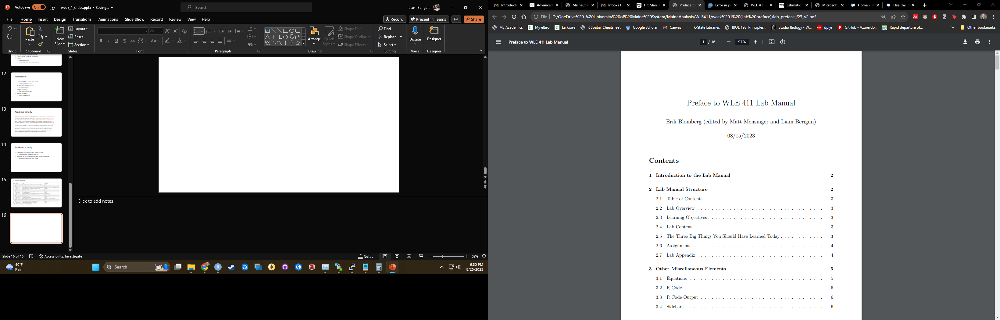 AutoSave On week_1_slides.pptx • Saving...
Search
Liam Berigan
File Home Insert Design Transitions Animations Slide Show Record Review View Help
Record Present in Teams Share
Paste
New Slide
Layout
Reset
Section
28
B I U S ab AV Aa A
Arrange
Quick Styles
Shape Fill
Shape Outline
Shape Effects
Find
Replace
Select
Dictate
Designer
Undo Clipboard Slides Font Paragraph Drawing Editing Voice Designer
12
Accessibility
13
Academic honesty
14
Academic honesty
15
16
Click to add notes
Slide 16 of 16 Accessibility: Investigate Notes 62%
60°F
Rain
Search
6:30 PM
8/25/2023
Introducti Advanced MaineStre Inbox (1) Hit Man: A Preface to Error in p WLE 411 Estimation Microsoft Home - T Healthy R
File D:/OneDrive%20-%20University%20of%20Maine%20System/MaineAnalysis/WLE411/week%201%20(Lab%20preface)/lab_preface_f23_v2.pdf
My Academics My eBird Larkwire R Spatial Cheatsheet Google Scholar Canvas K-State Libraries BIOL 198: Principles... Studio Biology - W... dplyr GitHub - Azure/do... Rapid departure of... » Other bookmarks
Preface to WLE 411 Lab Manual 1 / 16 97%
Preface to WLE 411 Lab Manual
Erik Blomberg (edited by Matt Mensinger and Liam Berigan)
08/15/2023
Contents
1 Introduction to the Lab Manual 2
2 Lab Manual Structure 2
2.1 Table of Contents 3
2.2 Lab Overview 3
2.3 Learning Objectives 3
2.4 Lab Content 3
2.5 The Three Big Things You Should Have Learned Today 3
2.6 Assignment 4
2.7 Lab Appendix 4
3 Other Miscellaneous Elements 5
3.1 Equations 5
3.2 R Code 5
3.3 R Code Output 6
3.4 Sidebars 6